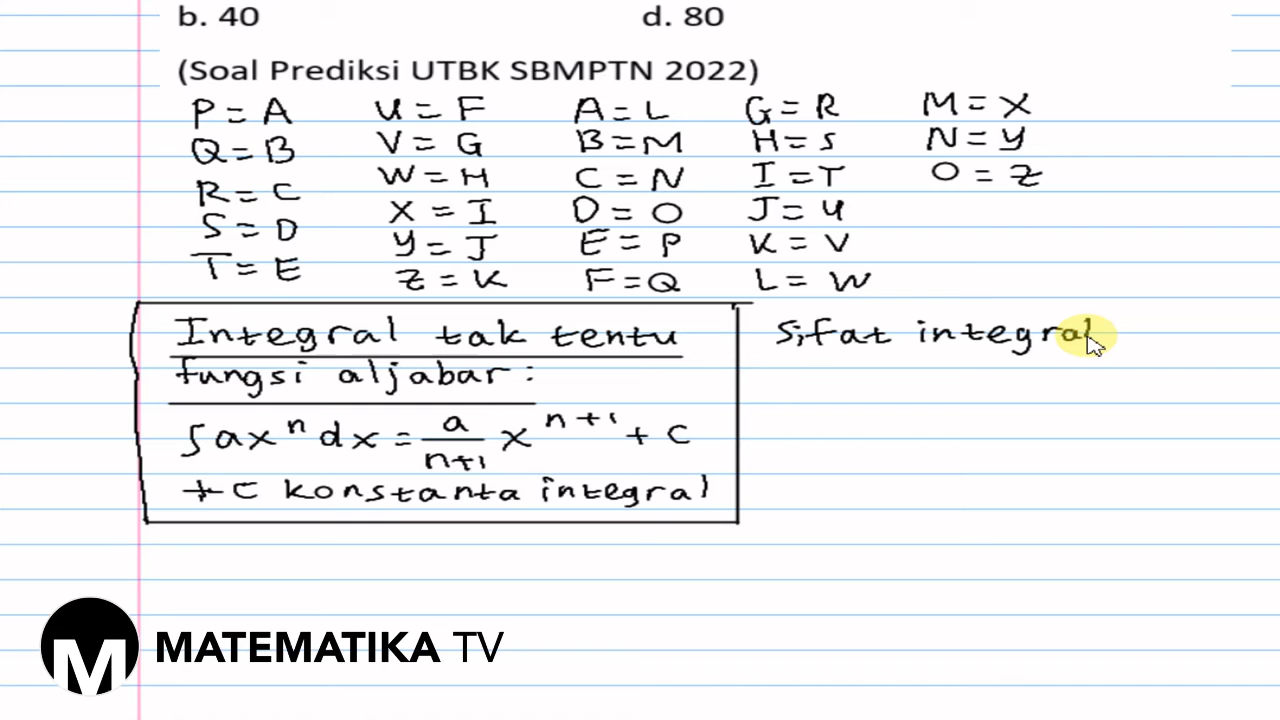 b. 40
d. 80
(Soal Prediksi UTBK SBMPTN 2022)
P = A
Q = B
R = C
S = D
T = E
U = F
V = G
W = H
X = I
Y = J
Z = K
A = L
B = M
C = N
D = O
E = P
F = Q
G = R
H = S
I = T
J = U
K = V
L = W
M = X
N = Y
O = Z
Integral tak tentu
fungsi aljabar :
∫ax^n dx = a/(n+1) x^(n+1) + C
+ C konstanta integral
Sifat integral
M MATEMATIKA TV